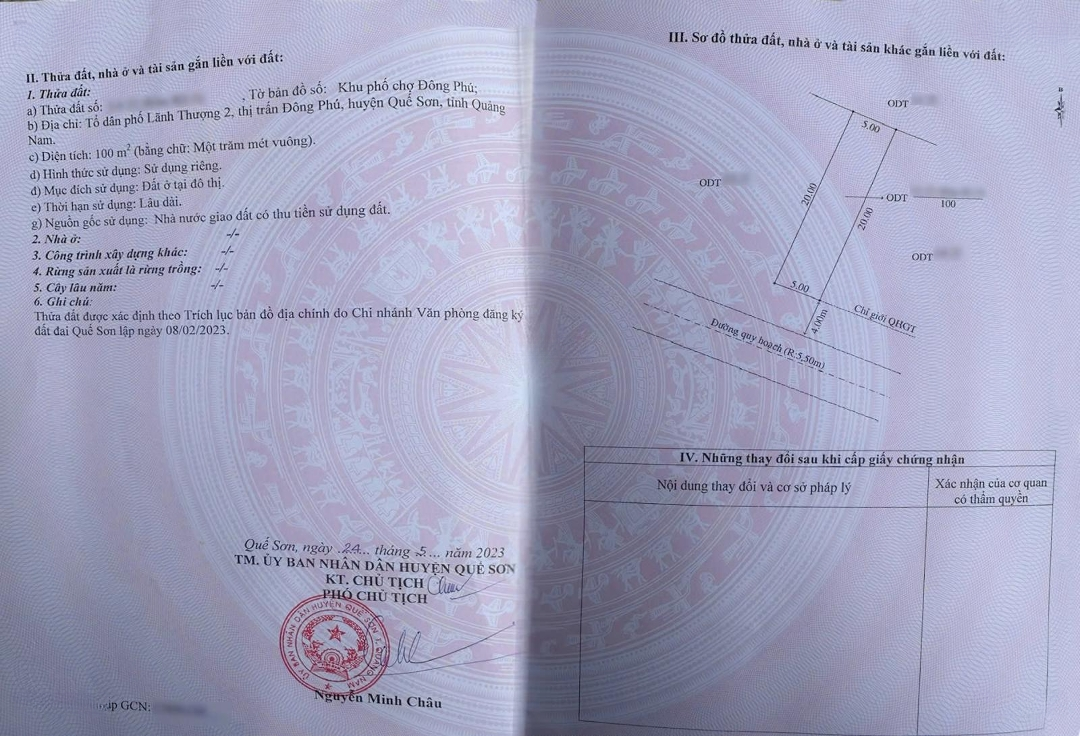 II. Thửa đất, nhà ở và tài sản gắn liền với đất:
1. Thửa đất:
a) Thửa đất số: , Tờ bản đồ số: Khu phố chợ Đông Phú;
b) Địa chỉ: Tổ dân phố Lãnh Thượng 2, thị trấn Đông Phú, huyện Quế Sơn, tỉnh Quảng
Nam.
c) Diện tích: 100 m² (bằng chữ: Một trăm mét vuông).
d) Hình thức sử dụng: Sử dụng riêng.
đ) Mục đích sử dụng: Đất ở tại đô thị.
e) Thời hạn sử dụng: Lâu dài.
g) Nguồn gốc sử dụng: Nhà nước giao đất có thu tiền sử dụng đất.
2. Nhà ở: -/-
3. Công trình xây dựng khác: -/-
4. Rừng sản xuất là rừng trồng: -/-
5. Cây lâu năm: -/-
6. Ghi chú:
Thửa đất được xác định theo Trích lục bản đồ địa chính do Chi nhánh Văn phòng đăng ký
đất đai Quế Sơn lập ngày 08/02/2023.
Quế Sơn, ngày .24... tháng 5... năm 2023
TM. ỦY BAN NHÂN DÂN HUYỆN QUẾ SƠN
KT. CHỦ TỊCH
PHÓ CHỦ TỊCH
ỦY BAN NHÂN DÂN HUYỆN QUẾ SƠN T. QUẢNG NAM
Nguyễn Minh Châu
ấp GCN:
III. Sơ đồ thửa đất, nhà ở và tài sản khác gắn liền với đất:
ODT
5.00
ODT
20.00
ODT
100
20.00
ODT
5.00
4.00m
Chỉ giới QHGT
Đường quy hoạch (R:5,50m)
IV. Những thay đổi sau khi cấp giấy chứng nhận
Nội dung thay đổi và cơ sở pháp lý
Xác nhận của cơ quan
có thẩm quyền